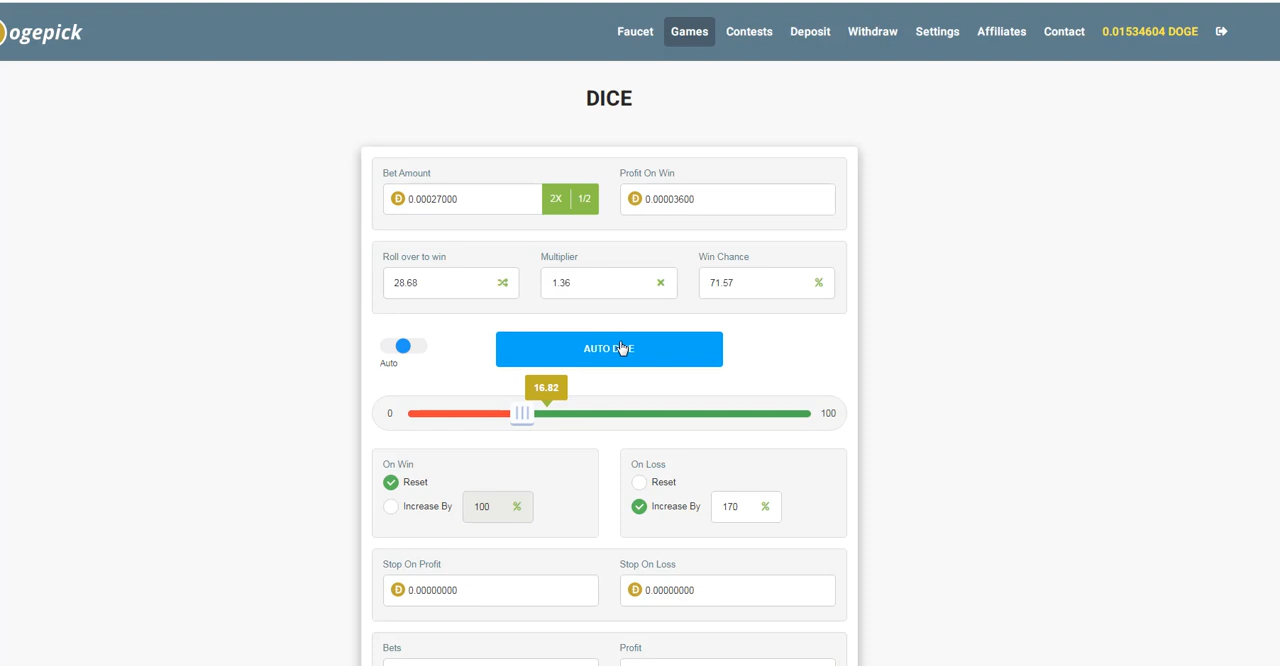 ogepick
Faucet Games Contests Deposit Withdraw Settings Affiliates Contact 0.01534604 DOGE
DICE
Bet Amount Profit On Win
0.00027000 2X 1/2 0.00003600
Roll over to win Multiplier Win Chance
28.68 1.36 71.57 %
Auto
AUTO
16.82
0 100
On Win On Loss
Reset Reset
Increase By 100 % Increase By 170 %
Stop On Profit Stop On Loss
0.00000000 0.00000000
Bets Profit